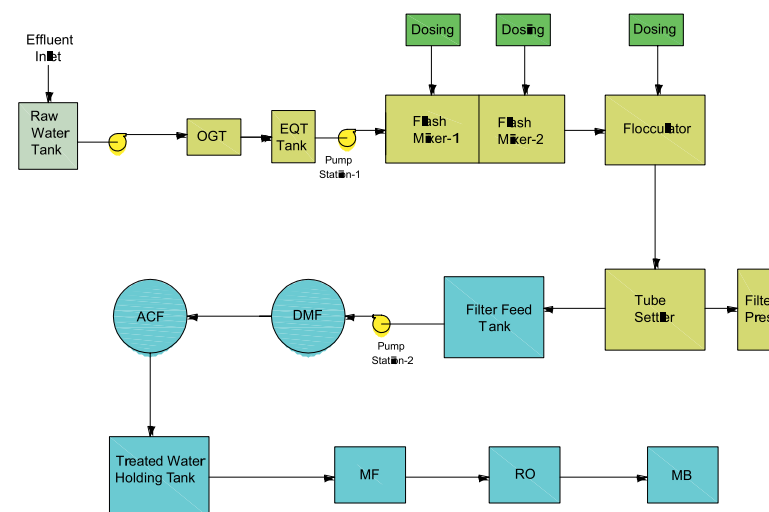 Effluent
Inlet
Dosing
Dosing
Dosing
Raw
Water
Tank
OGT
EQT
Tank
Pump
Station-1
Flash
Mixer-1
Flash
Mixer-2
Flocculator
ACF
DMF
Pump
Station-2
Filter Feed
Tank
Tube
Settler
Filte
Pres
Treated Water
Holding Tank
MF
RO
MB